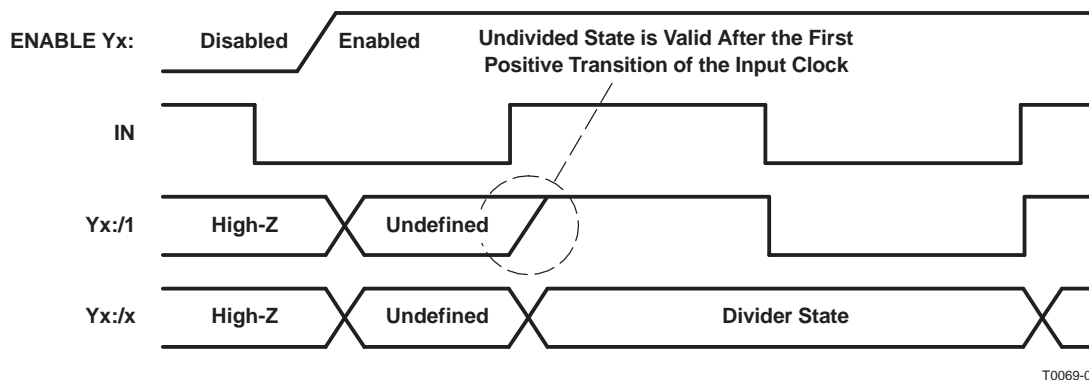 ENABLE Yx:
Disabled
Enabled
Undivided State is Valid After the First
Positive Transition of the Input Clock
IN
Yx:/1
High-Z
Undefined
Yx:/x
High-Z
Undefined
Divider State